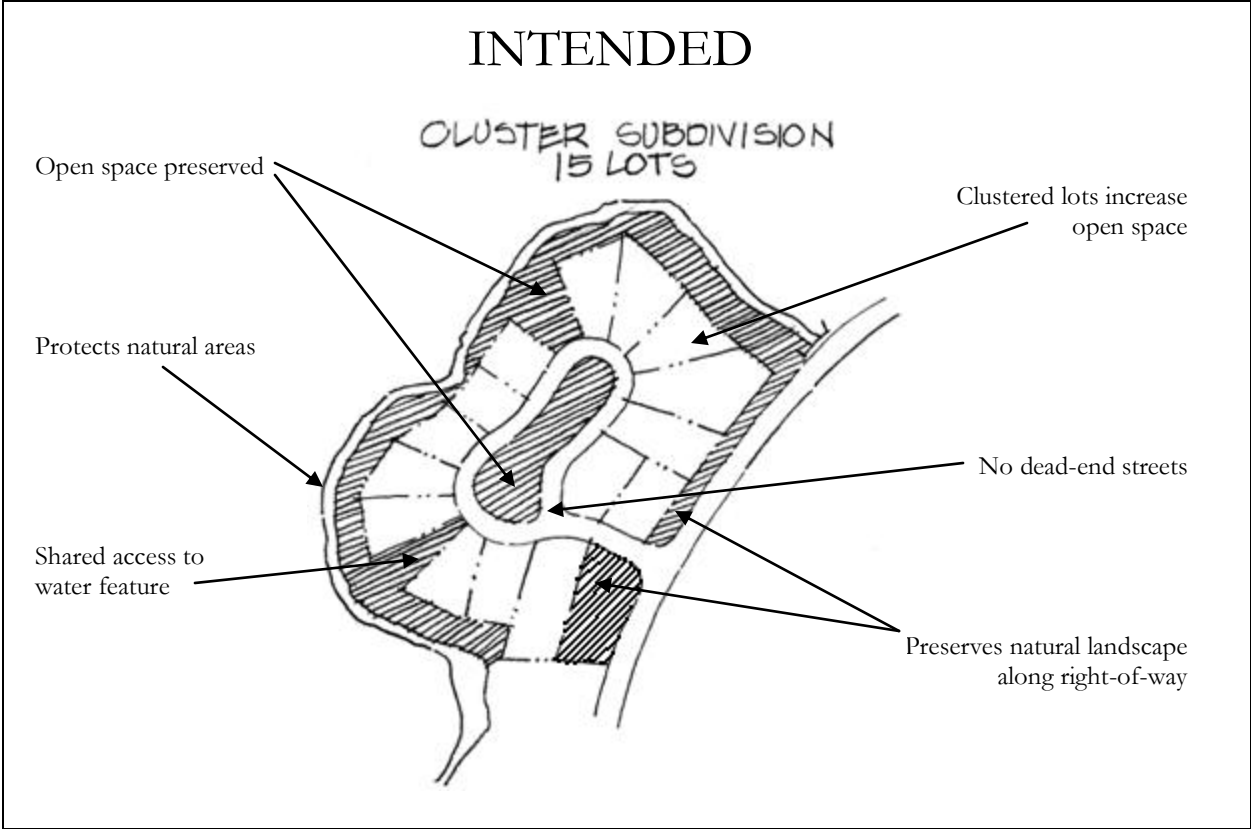 INTENDED
CLUSTER SUBDIVISION
15 LOTS
Open space preserved
Clustered lots increase
open space
Protects natural areas
No dead-end streets
Shared access to
water feature
Preserves natural landscape
along right-of-way